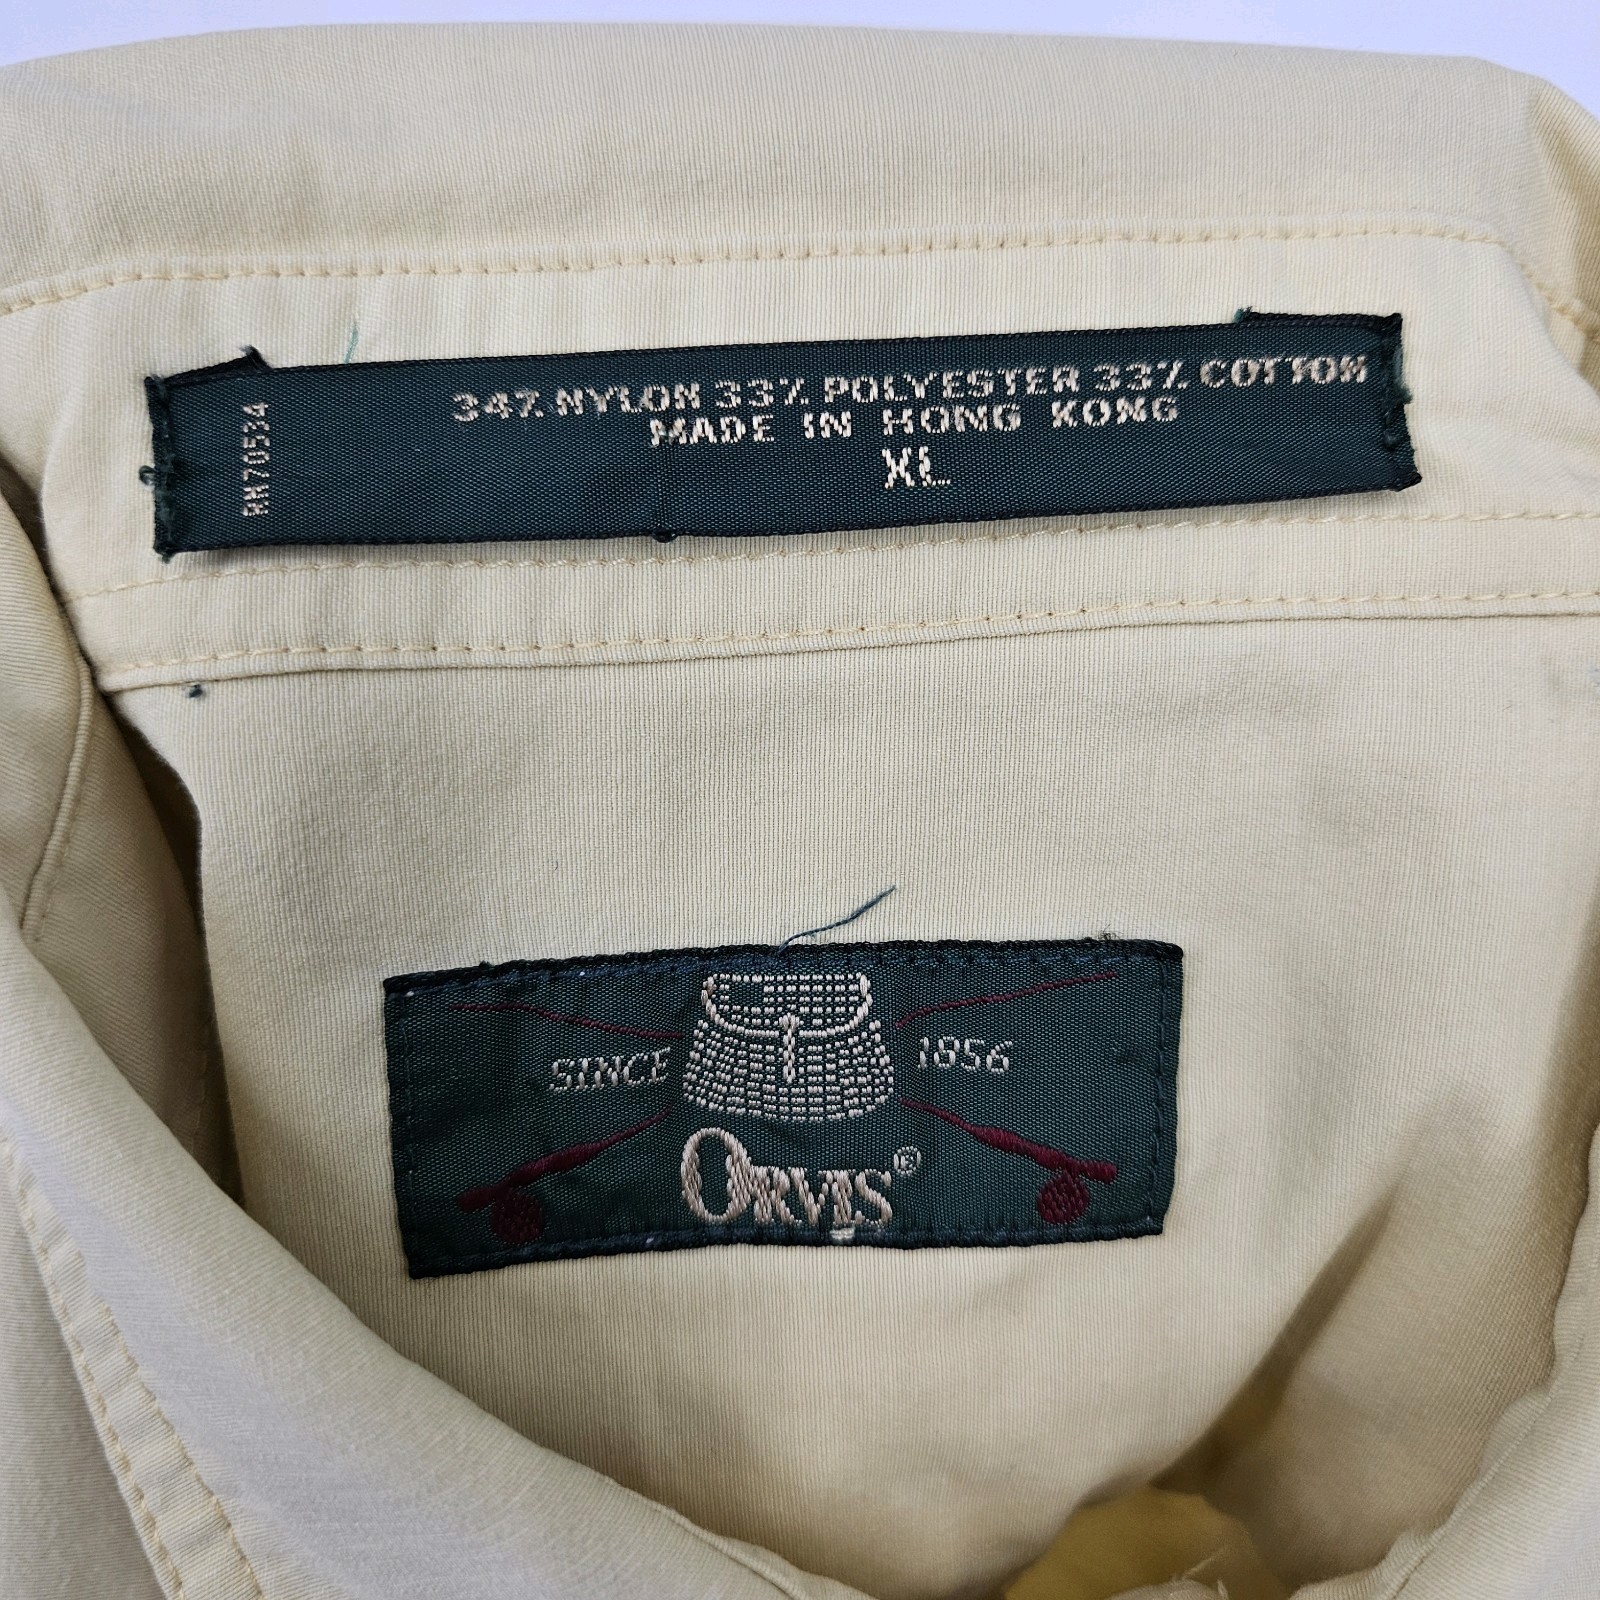 34% NYLON 33% POLYESTER 33% COTTON
MADE IN HONG KONG
XL
RN70534
SINCE 1856
ORVIS®